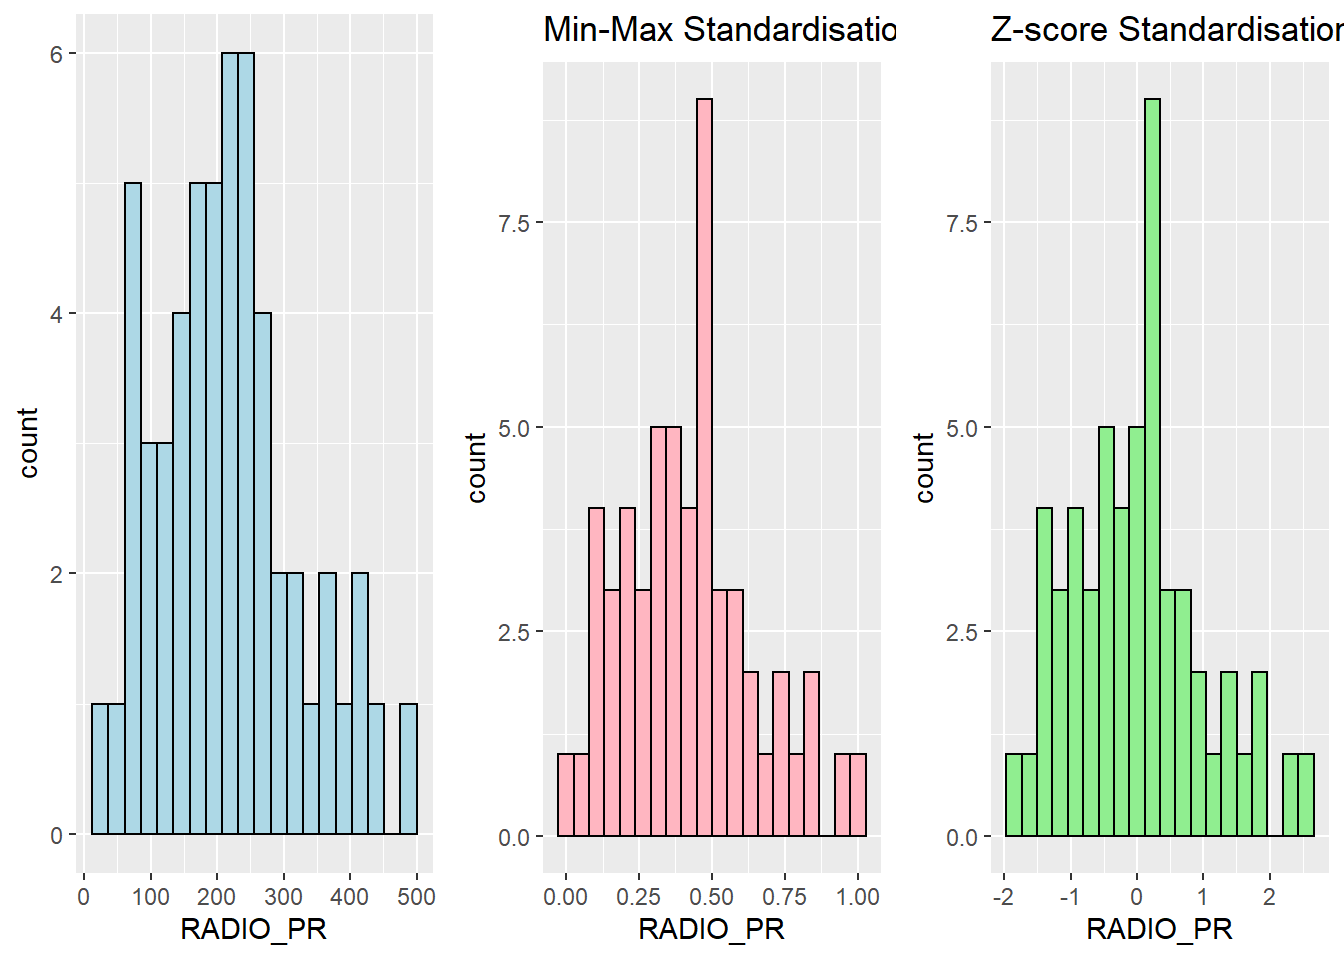 6
4
2
0
count
0 100 200 300 400 500
RADIO_PR
Min-Max Standardisatio
7.5
5.0
2.5
0.0
count
0.00 0.25 0.50 0.75 1.00
RADIO_PR
Z-score Standardisation
7.5
5.0
2.5
0.0
count
-2 -1 0 1 2
RADIO_PR